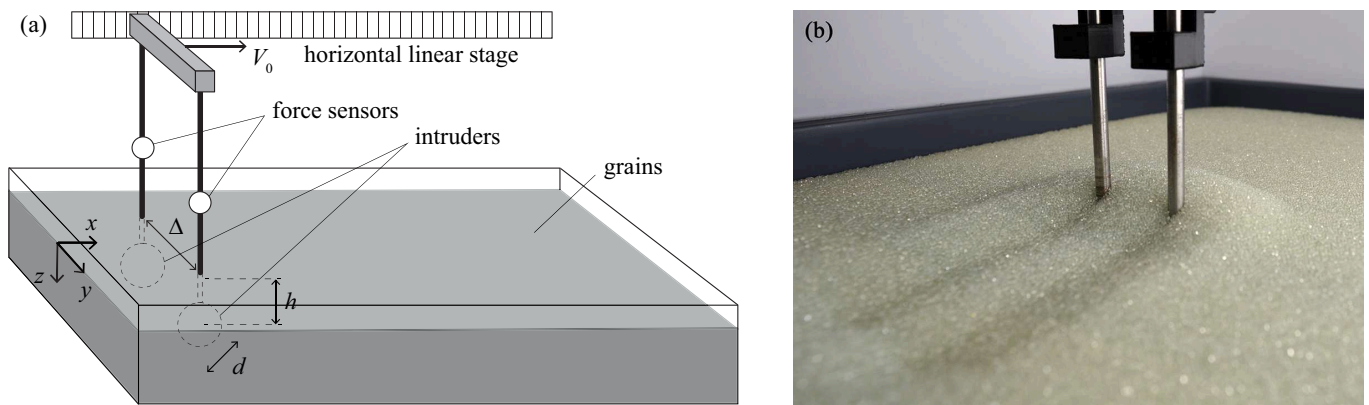 (a)
V0
horizontal linear stage
force sensors
intruders
grains
Δ
x
z
y
h
d
(b)